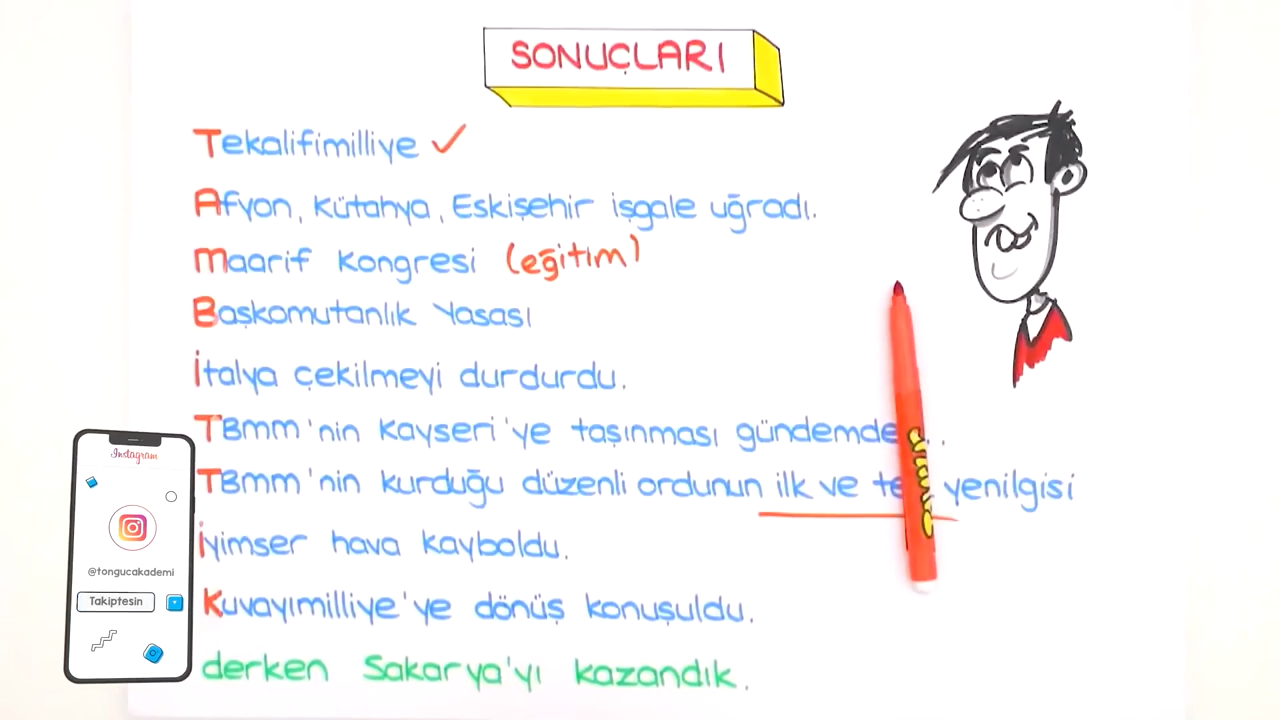 SONUÇLARI
Tekalifimilliye ✓
Afyon, Kütahya, Eskişehir işgale uğradı.
Maarif Kongresi (eğitim)
Başkomutanlık Yasası
İtalya çekilmeyi durdurdu.
TBMM'nin Kayseri'ye taşınması gündemde...
TBMM'nin kurduğu düzenli ordunun ilk ve yenilgisi
İyimser hava kayboldu.
Kuvayımilliye'ye dönüş konuşuldu.
derken Sakarya'yı kazandık.
Instagram
@tongucakademi
Takiptesin